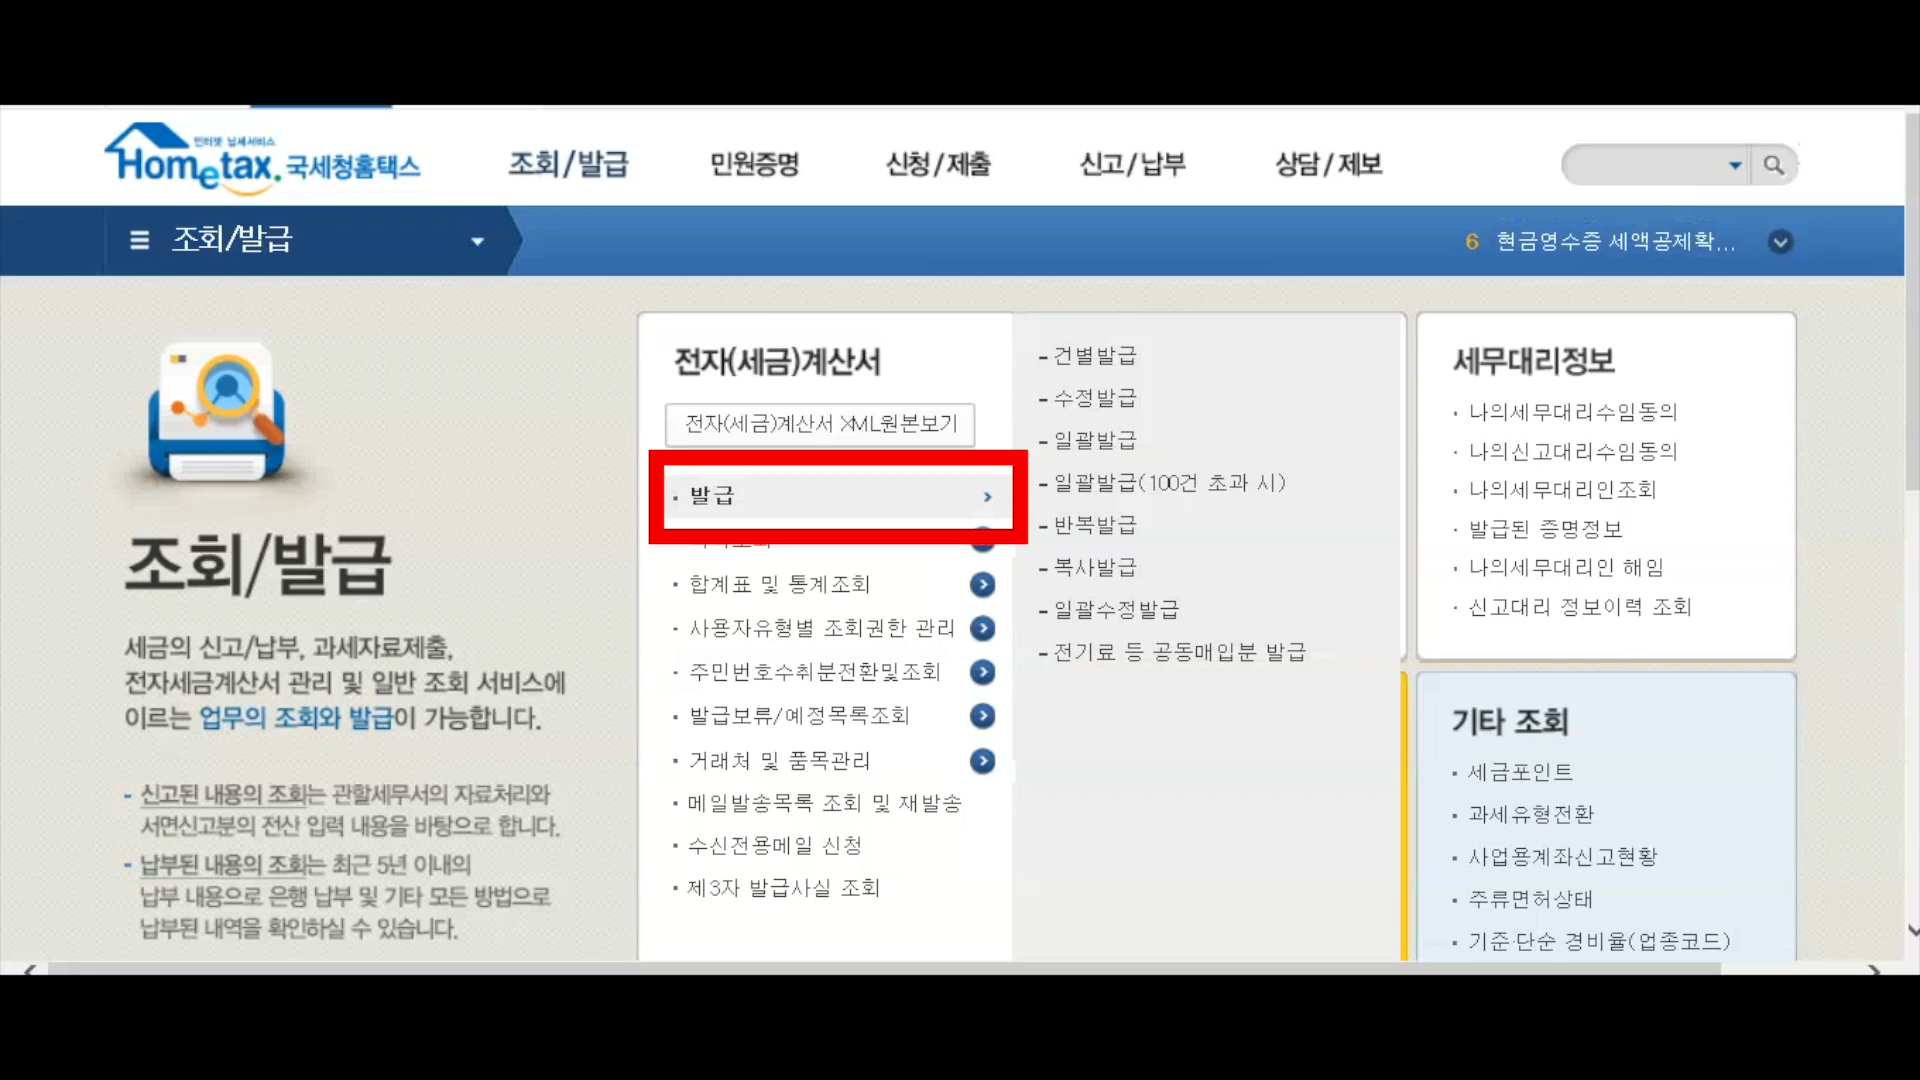 인터넷 납세서비스
Hometax. 국세청홈택스
조회/발급
민원증명
신청/제출
신고/납부
상담/제보
조회/발급
6 현금영수증 세액공제확...
조회/발급
세금의 신고/납부, 과세자료제출,
전자세금계산서 관리 및 일반 조회 서비스에
이르는 업무의 조회와 발급이 가능합니다.
- 신고된 내용의 조회는 관할세무서의 자료처리와
서면신고분의 전산 입력 내용을 바탕으로 합니다.
- 납부된 내용의 조회는 최근 5년 이내의
납부 내용으로 은행 납부 및 기타 모든 방법으로
납부된 내역을 확인하실 수 있습니다.
전자(세금)계산서
전자(세금)계산서 XML원본보기
· 발급
· 합계표 및 통계조회
· 사용자유형별 조회권한 관리
· 주민번호수취분전환및조회
· 발급보류/예정목록조회
· 거래처 및 품목관리
· 메일발송목록 조회 및 재발송
· 수신전용메일 신청
· 제3자 발급사실 조회
- 건별발급
- 수정발급
- 일괄발급
- 일괄발급(100건 초과 시)
- 반복발급
- 복사발급
- 일괄수정발급
- 전기료 등 공동매입분 발급
세무대리정보
· 나의세무대리수임동의
· 나의신고대리수임동의
· 나의세무대리인조회
· 발급된 증명정보
· 나의세무대리인 해임
· 신고대리 정보이력 조회
기타 조회
· 세금포인트
· 과세유형전환
· 사업용계좌신고현황
· 주류면허상태
· 기준·단순 경비율(업종코드)